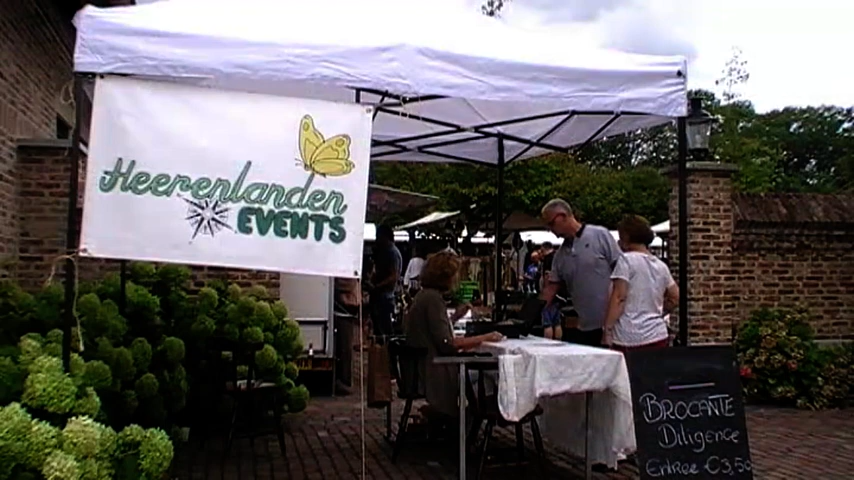 Heerenlanden
EVENTS
BROCANTE
Diligence
Entree €3,50